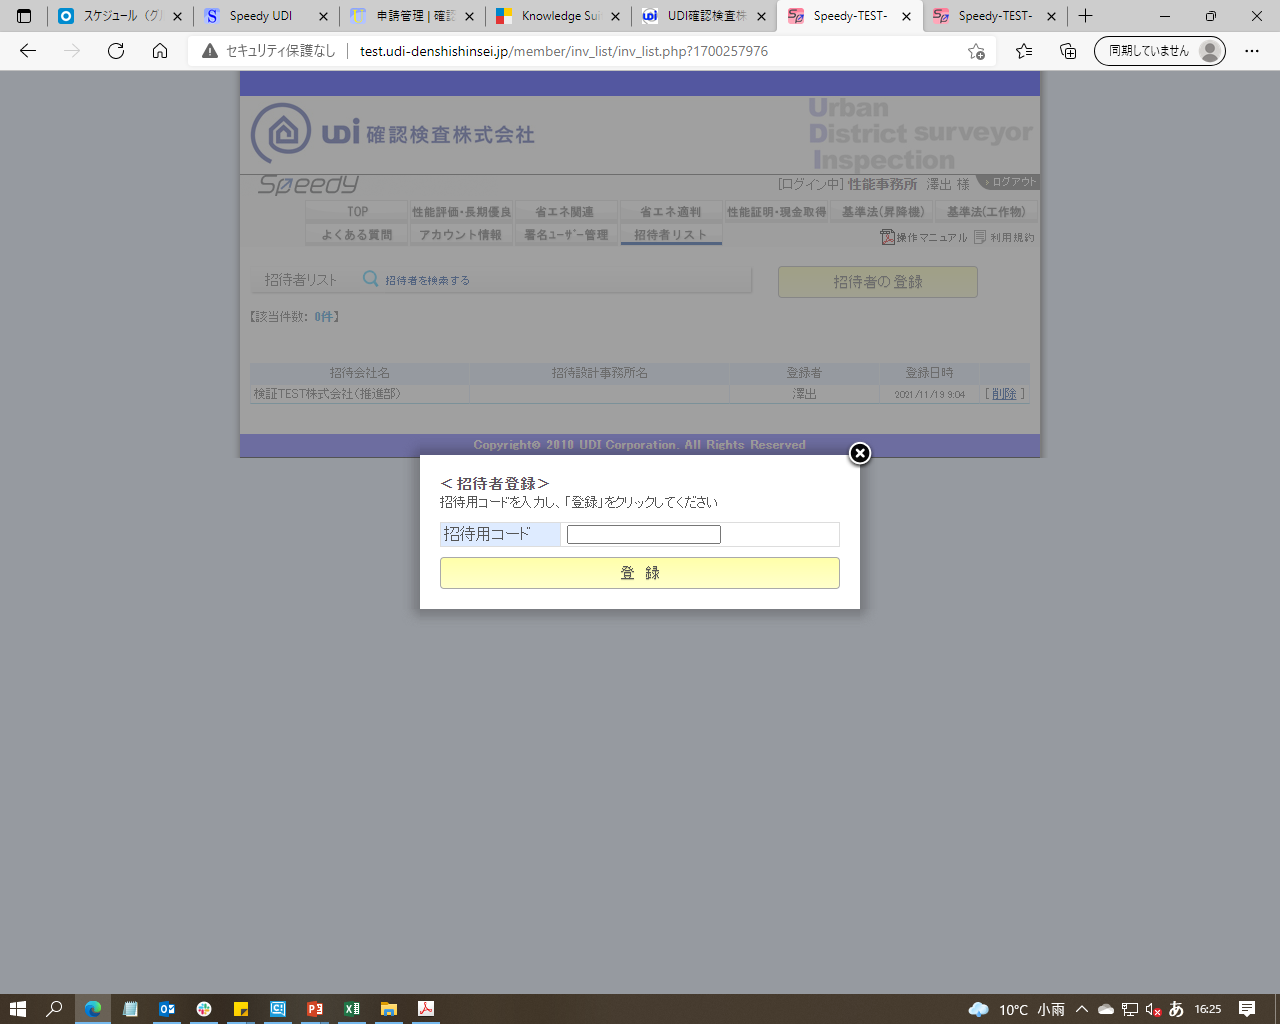 スケジュール（グル
Speedy UDI
申請管理 | 確認
Knowledge Sui
UDI確認検査株
Speedy-TEST-
Speedy-TEST-
セキュリティ保護なし
test.udi-denshishinsei.jp/member/inv_list/inv_list.php?1700257976
同期していません
UDi 確認検査株式会社
Urban
District surveyor
Inspection
Speedy
[ログイン中] 性能事務所 澤出 様
ログアウト
TOP 性能評価・長期優良 省エネ関連 省エネ適判 性能証明・現金取得 基準法(昇降機) 基準法(工作物)
よくある質問 アカウント情報 署名ﾕｰｻﾞｰ管理 招待者リスト
操作マニュアル 利用規約
招待者リスト 招待者を検索する
招待者の登録
【該当件数: 0件】
招待会社名 招待設計事務所名 登録者 登録日時
検証TEST株式会社（推進部） 澤出 2021/11/19 9:04 [ 削除 ]
Copyright© 2010 UDI Corporation. All Rights Reserved
＜招待者登録＞
招待用コードを入力し、「登録」をクリックしてください
招待用コード
登 録
10°C 小雨
あ
16:25